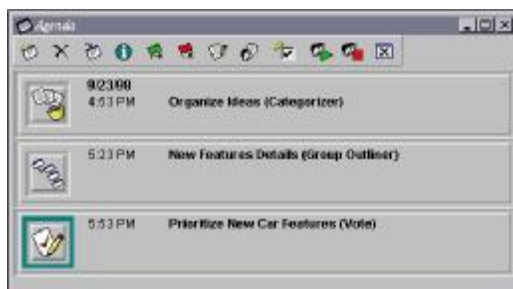 Agenda
9/23/98
4:53 PM Organize Ideas (Categorizer)
5:23 PM New Features Details (Group Outliner)
5:53 PM Prioritize New Car Features (Vote)